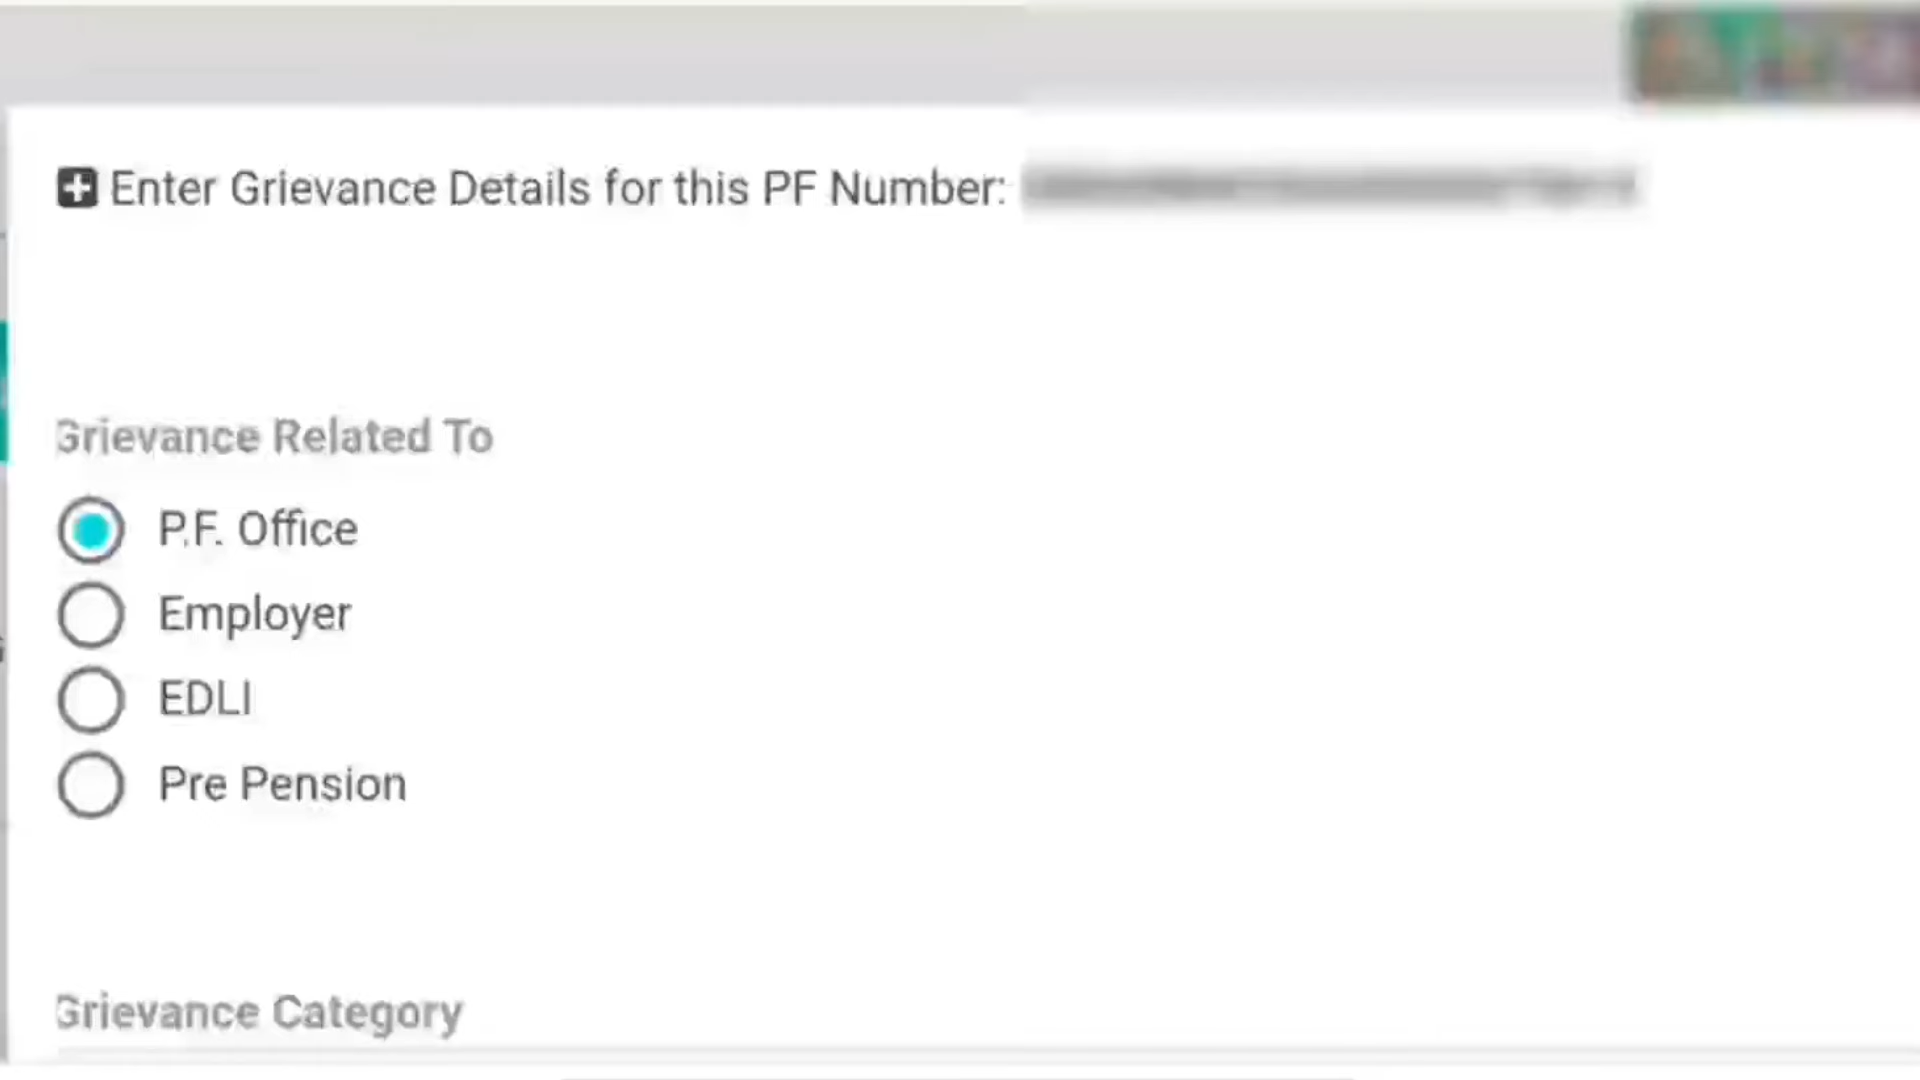 Enter Grievance Details for this PF Number:
Grievance Related To
P.F. Office
Employer
EDLI
Pre Pension
Grievance Category